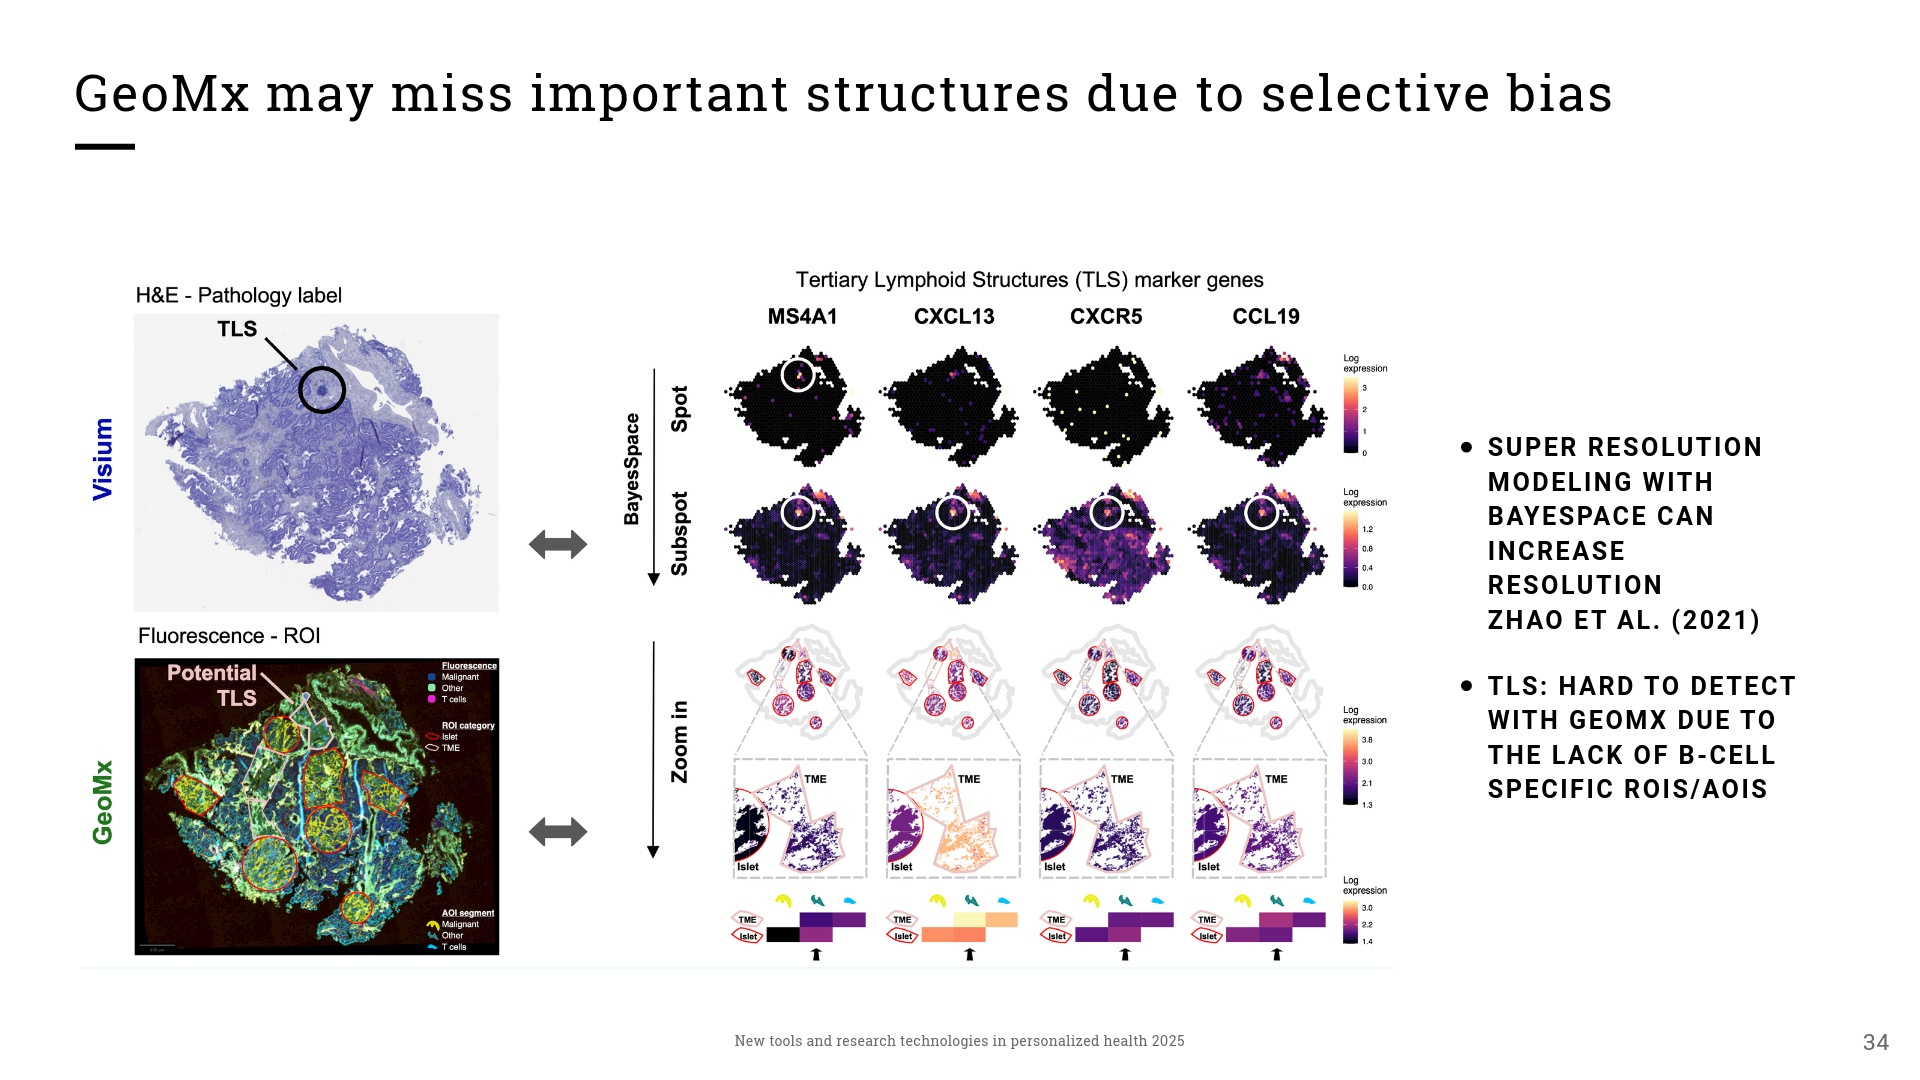 GeoMx may miss important structures due to selective bias
H&E - Pathology label
TLS
Visium
Fluorescence - ROI
Potential
TLS
Fluorescence
Malignant
Other
T cells
ROI category
Islet
TME
AOI segment
Malignant
Other
T cells
GeoMx
Tertiary Lymphoid Structures (TLS) marker genes
MS4A1 CXCL13 CXCR5 CCL19
BayesSpace
Spot
Subspot
Zoom in
Log
expression
3
2
1
0
Log
expression
1.2
0.8
0.4
0.0
Log
expression
3.8
3.0
2.1
1.3
TME TME TME TME
Islet Islet Islet Islet
Log
expression
3.0
2.2
1.4
TME TME TME TME
Islet Islet Islet Islet
• SUPER RESOLUTION
MODELING WITH
BAYESPACE CAN
INCREASE
RESOLUTION
ZHAO ET AL. (2021)
• TLS: HARD TO DETECT
WITH GEOMX DUE TO
THE LACK OF B-CELL
SPECIFIC ROIS/AOIS
New tools and research technologies in personalized health 2025
34